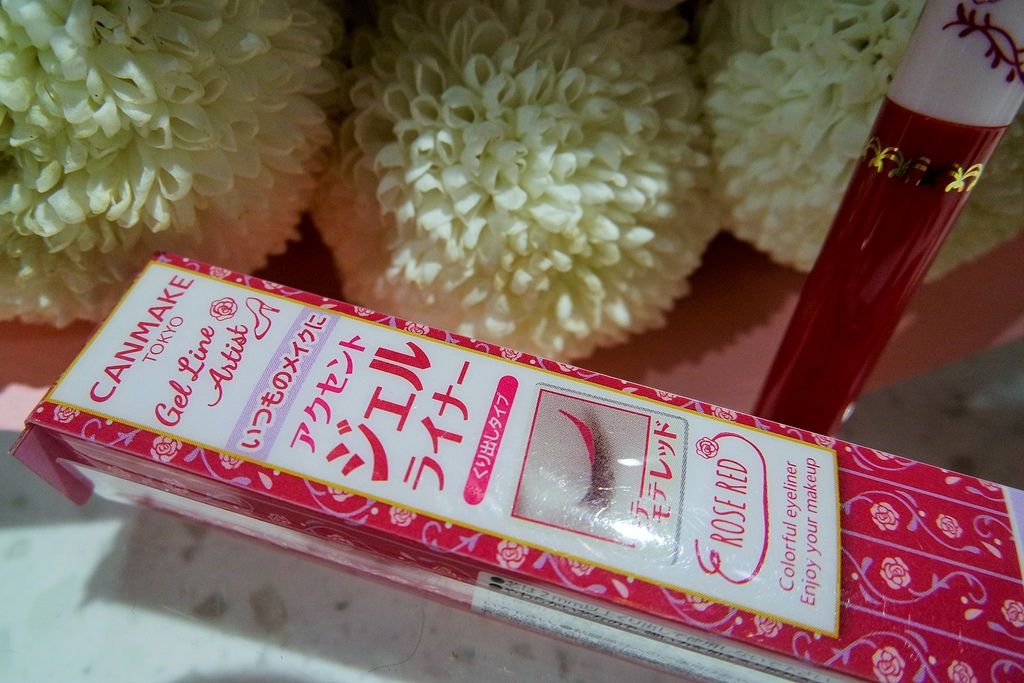 CANMAKE
TOKYO
Gel Line
Artist
いつものメイクに
アクセント
ジェル
ライナー
くり出しタイプ
モテレッド
ROSE RED
Colorful eyeliner
Enjoy your makeup